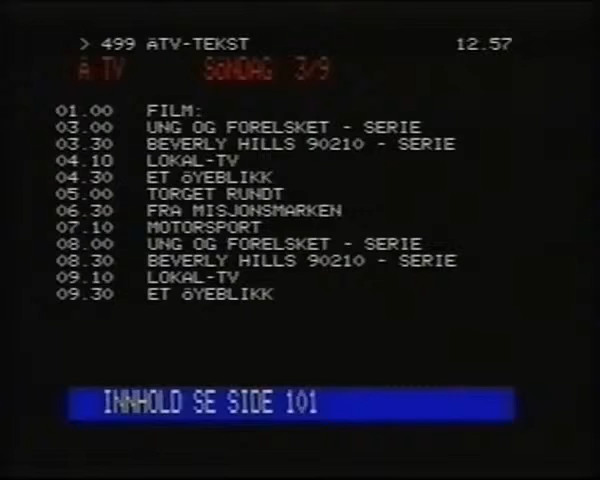 > 499 ÄTV-TEKST 12.57
Ä TV SöNDAG 3/9
01.00 FILM:
03.00 UNG OG FORELSKET - SERIE
03.30 BEVERLY HILLS 90210 - SERIE
04.10 LOKAL-TV
04.30 ET öYEBLIKK
05.00 TORGET RUNDT
06.30 FRA MISJONSMARKEN
07.10 MOTORSPORT
08.00 UNG OG FORELSKET - SERIE
08.30 BEVERLY HILLS 90210 - SERIE
09.10 LOKAL-TV
09.30 ET öYEBLIKK
INNHOLD SE SIDE 101